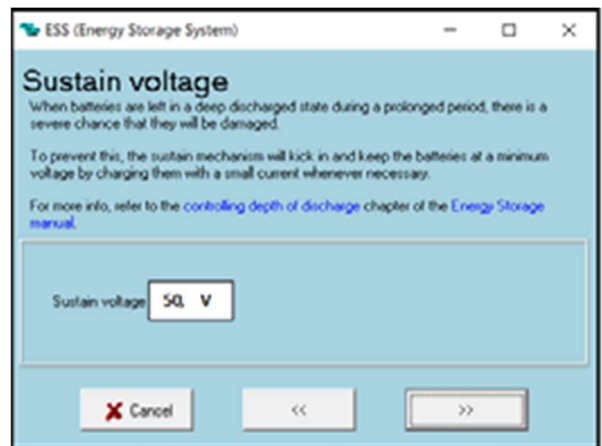 ESS (Energy Storage System)
Sustain voltage
When batteries are left in a deep discharged state during a prolonged period, there is a
severe chance that they will be damaged.
To prevent this, the sustain mechanism will kick in and keep the batteries at a minimum
voltage by charging them with a small current whenever necessary.
For more info, refer to the controlling depth of discharge chapter of the Energy Storage
manual.
Sustain voltage 50, V
Cancel << >>